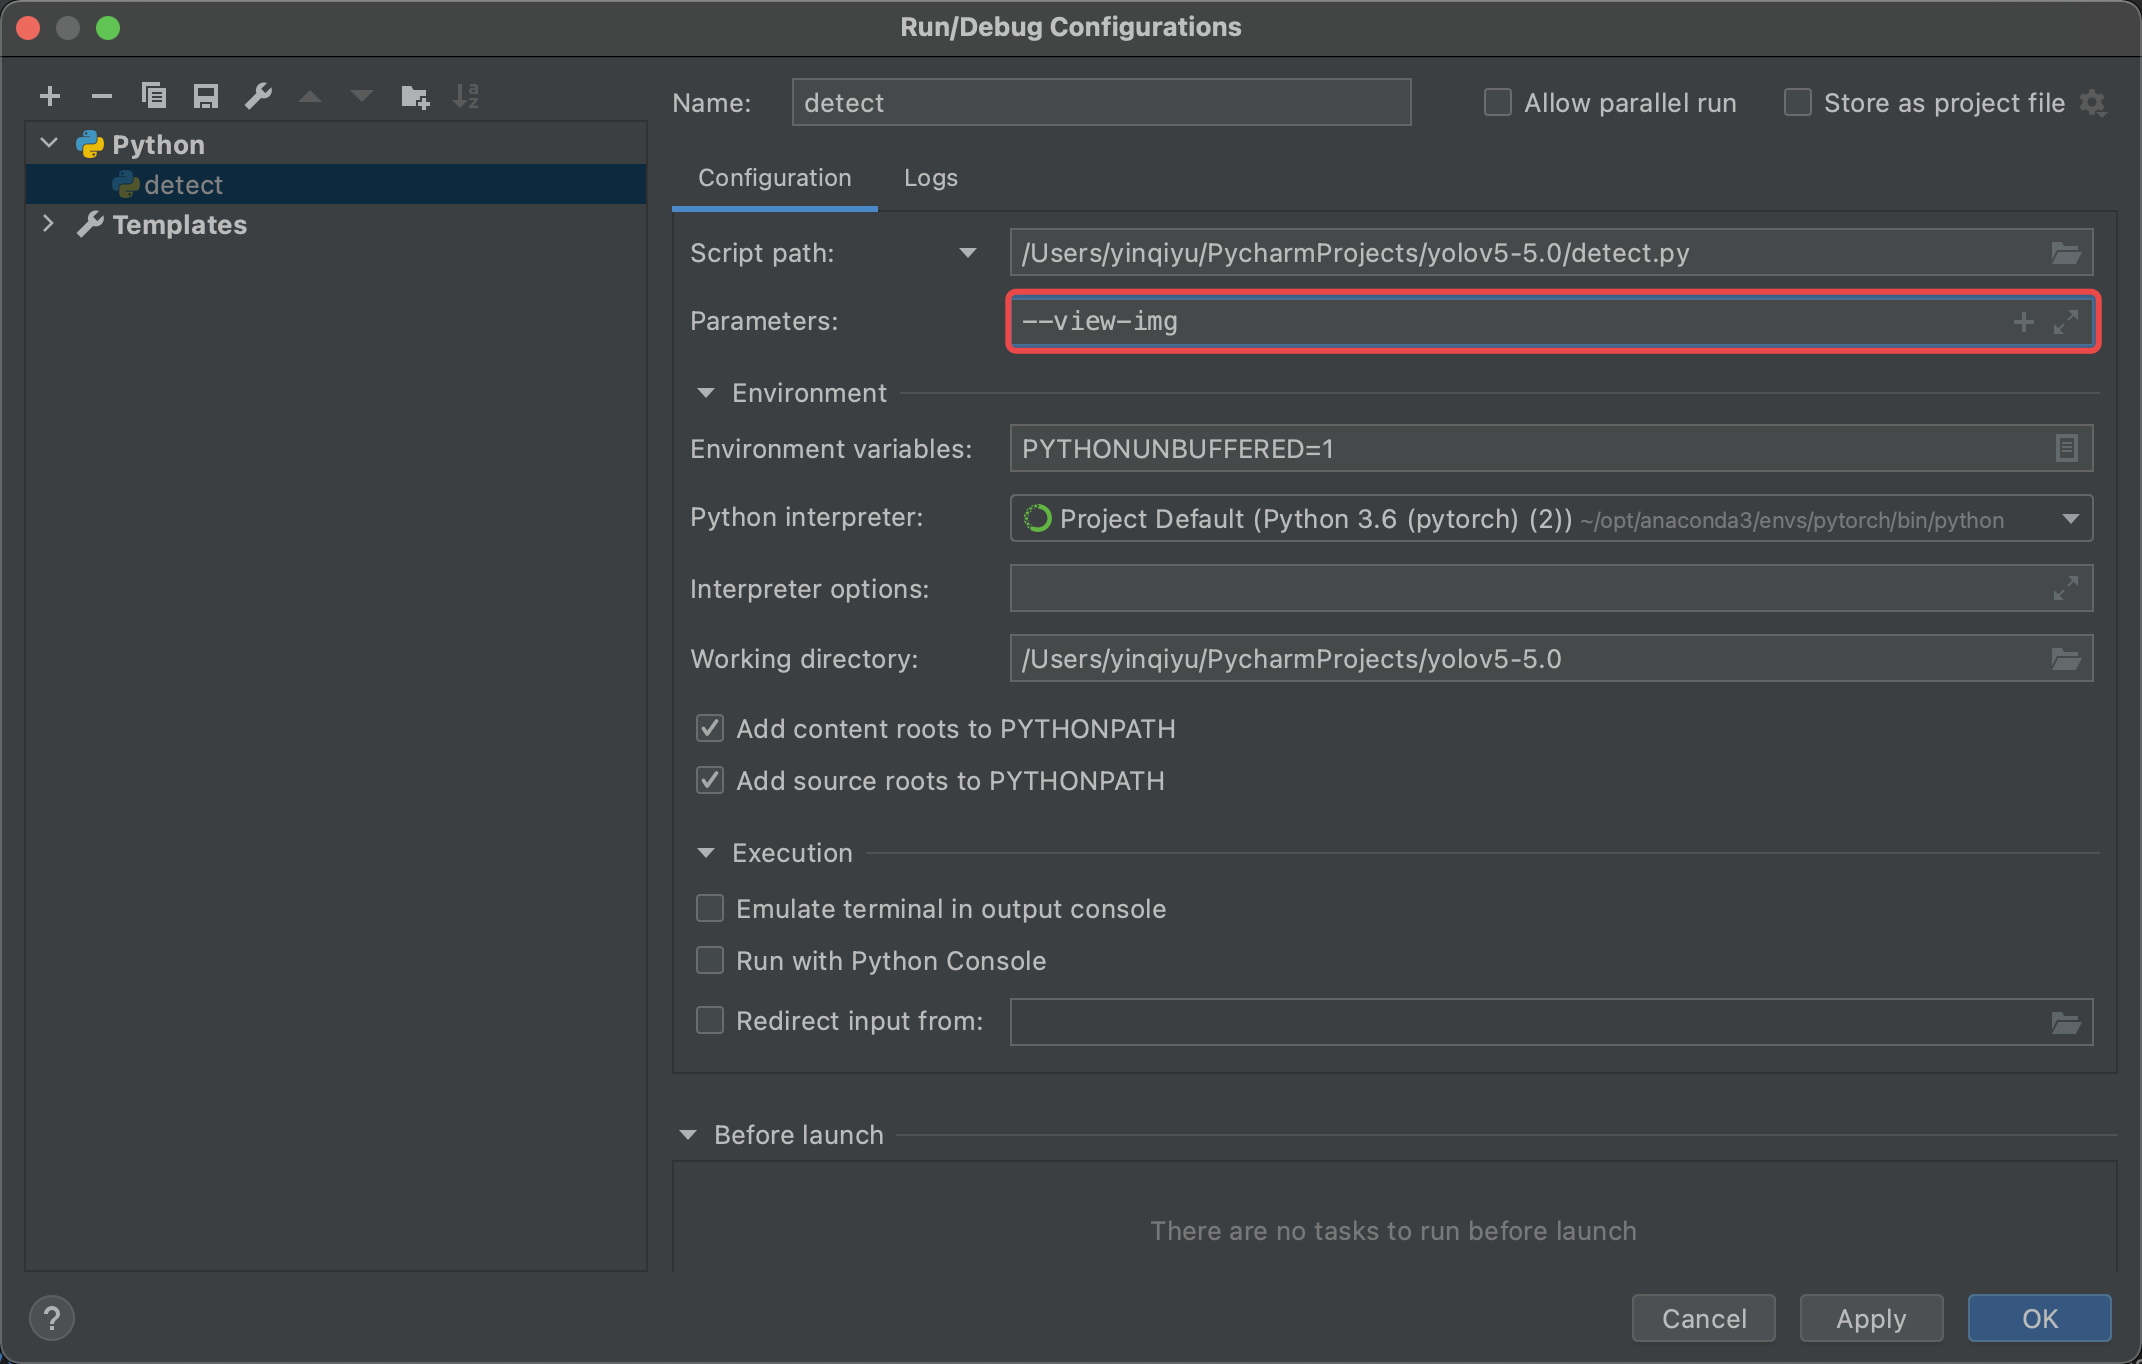 Run/Debug Configurations
Name: detect
Allow parallel run
Store as project file
Python
detect
Templates
Configuration Logs
Script path: /Users/yinqiyu/PycharmProjects/yolov5-5.0/detect.py
Parameters: --view-img
Environment
Environment variables: PYTHONUNBUFFERED=1
Python interpreter: Project Default (Python 3.6 (pytorch) (2)) ~/opt/anaconda3/envs/pytorch/bin/python
Interpreter options:
Working directory: /Users/yinqiyu/PycharmProjects/yolov5-5.0
Add content roots to PYTHONPATH
Add source roots to PYTHONPATH
Execution
Emulate terminal in output console
Run with Python Console
Redirect input from:
Before launch
There are no tasks to run before launch
? Cancel Apply OK